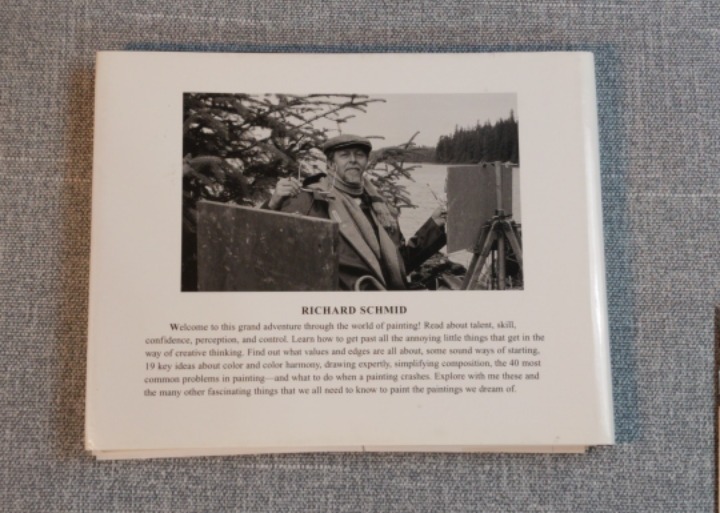 RICHARD SCHMID
Welcome to this grand adventure through the world of painting! Read about talent, skill,
confidence, perception, and control. Learn how to get past all the annoying little things that get in the
way of creative thinking. Find out what values and edges are all about, some sound ways of starting,
19 key ideas about color and color harmony, drawing expertly, simplifying composition, the 40 most
common problems in painting—and what to do when a painting crashes. Explore with me these and
the many other fascinating things that we all need to know to paint the paintings we dream of.